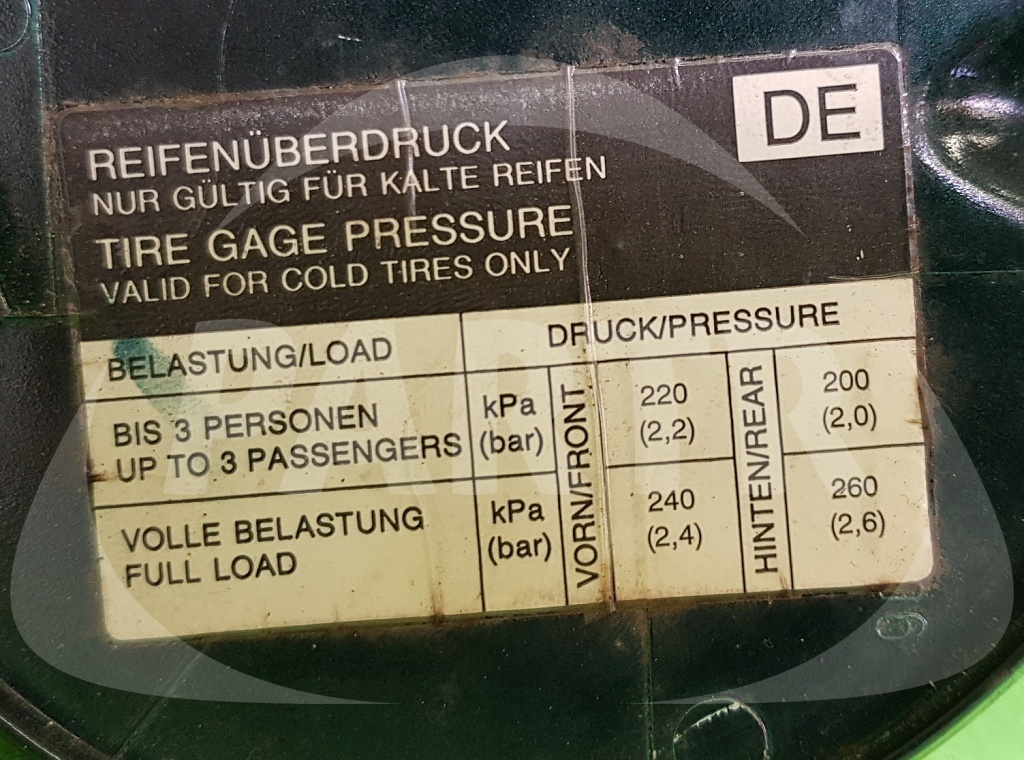 DE
REIFENÜBERDRUCK
NUR GÜLTIG FÜR KALTE REIFEN
TIRE GAGE PRESSURE
VALID FOR COLD TIRES ONLY
BELASTUNG/LOAD
DRUCK/PRESSURE
BIS 3 PERSONEN
UP TO 3 PASSENGERS
kPa
(bar)
VORN/FRONT
220
(2,2)
HINTEN/REAR
200
(2,0)
VOLLE BELASTUNG
FULL LOAD
kPa
(bar)
240
(2,4)
260
(2,6)